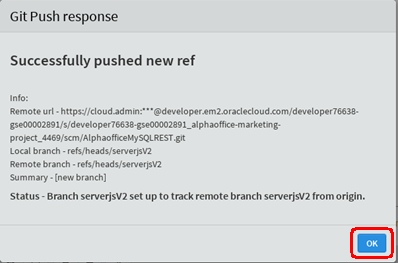 Git Push response
Successfully pushed new ref
Info:
Remote url - https://cloud.admin:***@developer.em2.oraclecloud.com/developer76638-
gse00002891/s/developer76638-gse00002891_alphaoffice-marketing-
project_4469/scm/AlphaofficeMySQLREST.git
Local branch - refs/heads/serverjsV2
Remote branch - refs/heads/serverjsV2
Summary - [new branch]
Status - Branch serverjsV2 set up to track remote branch serverjsV2 from origin.
OK